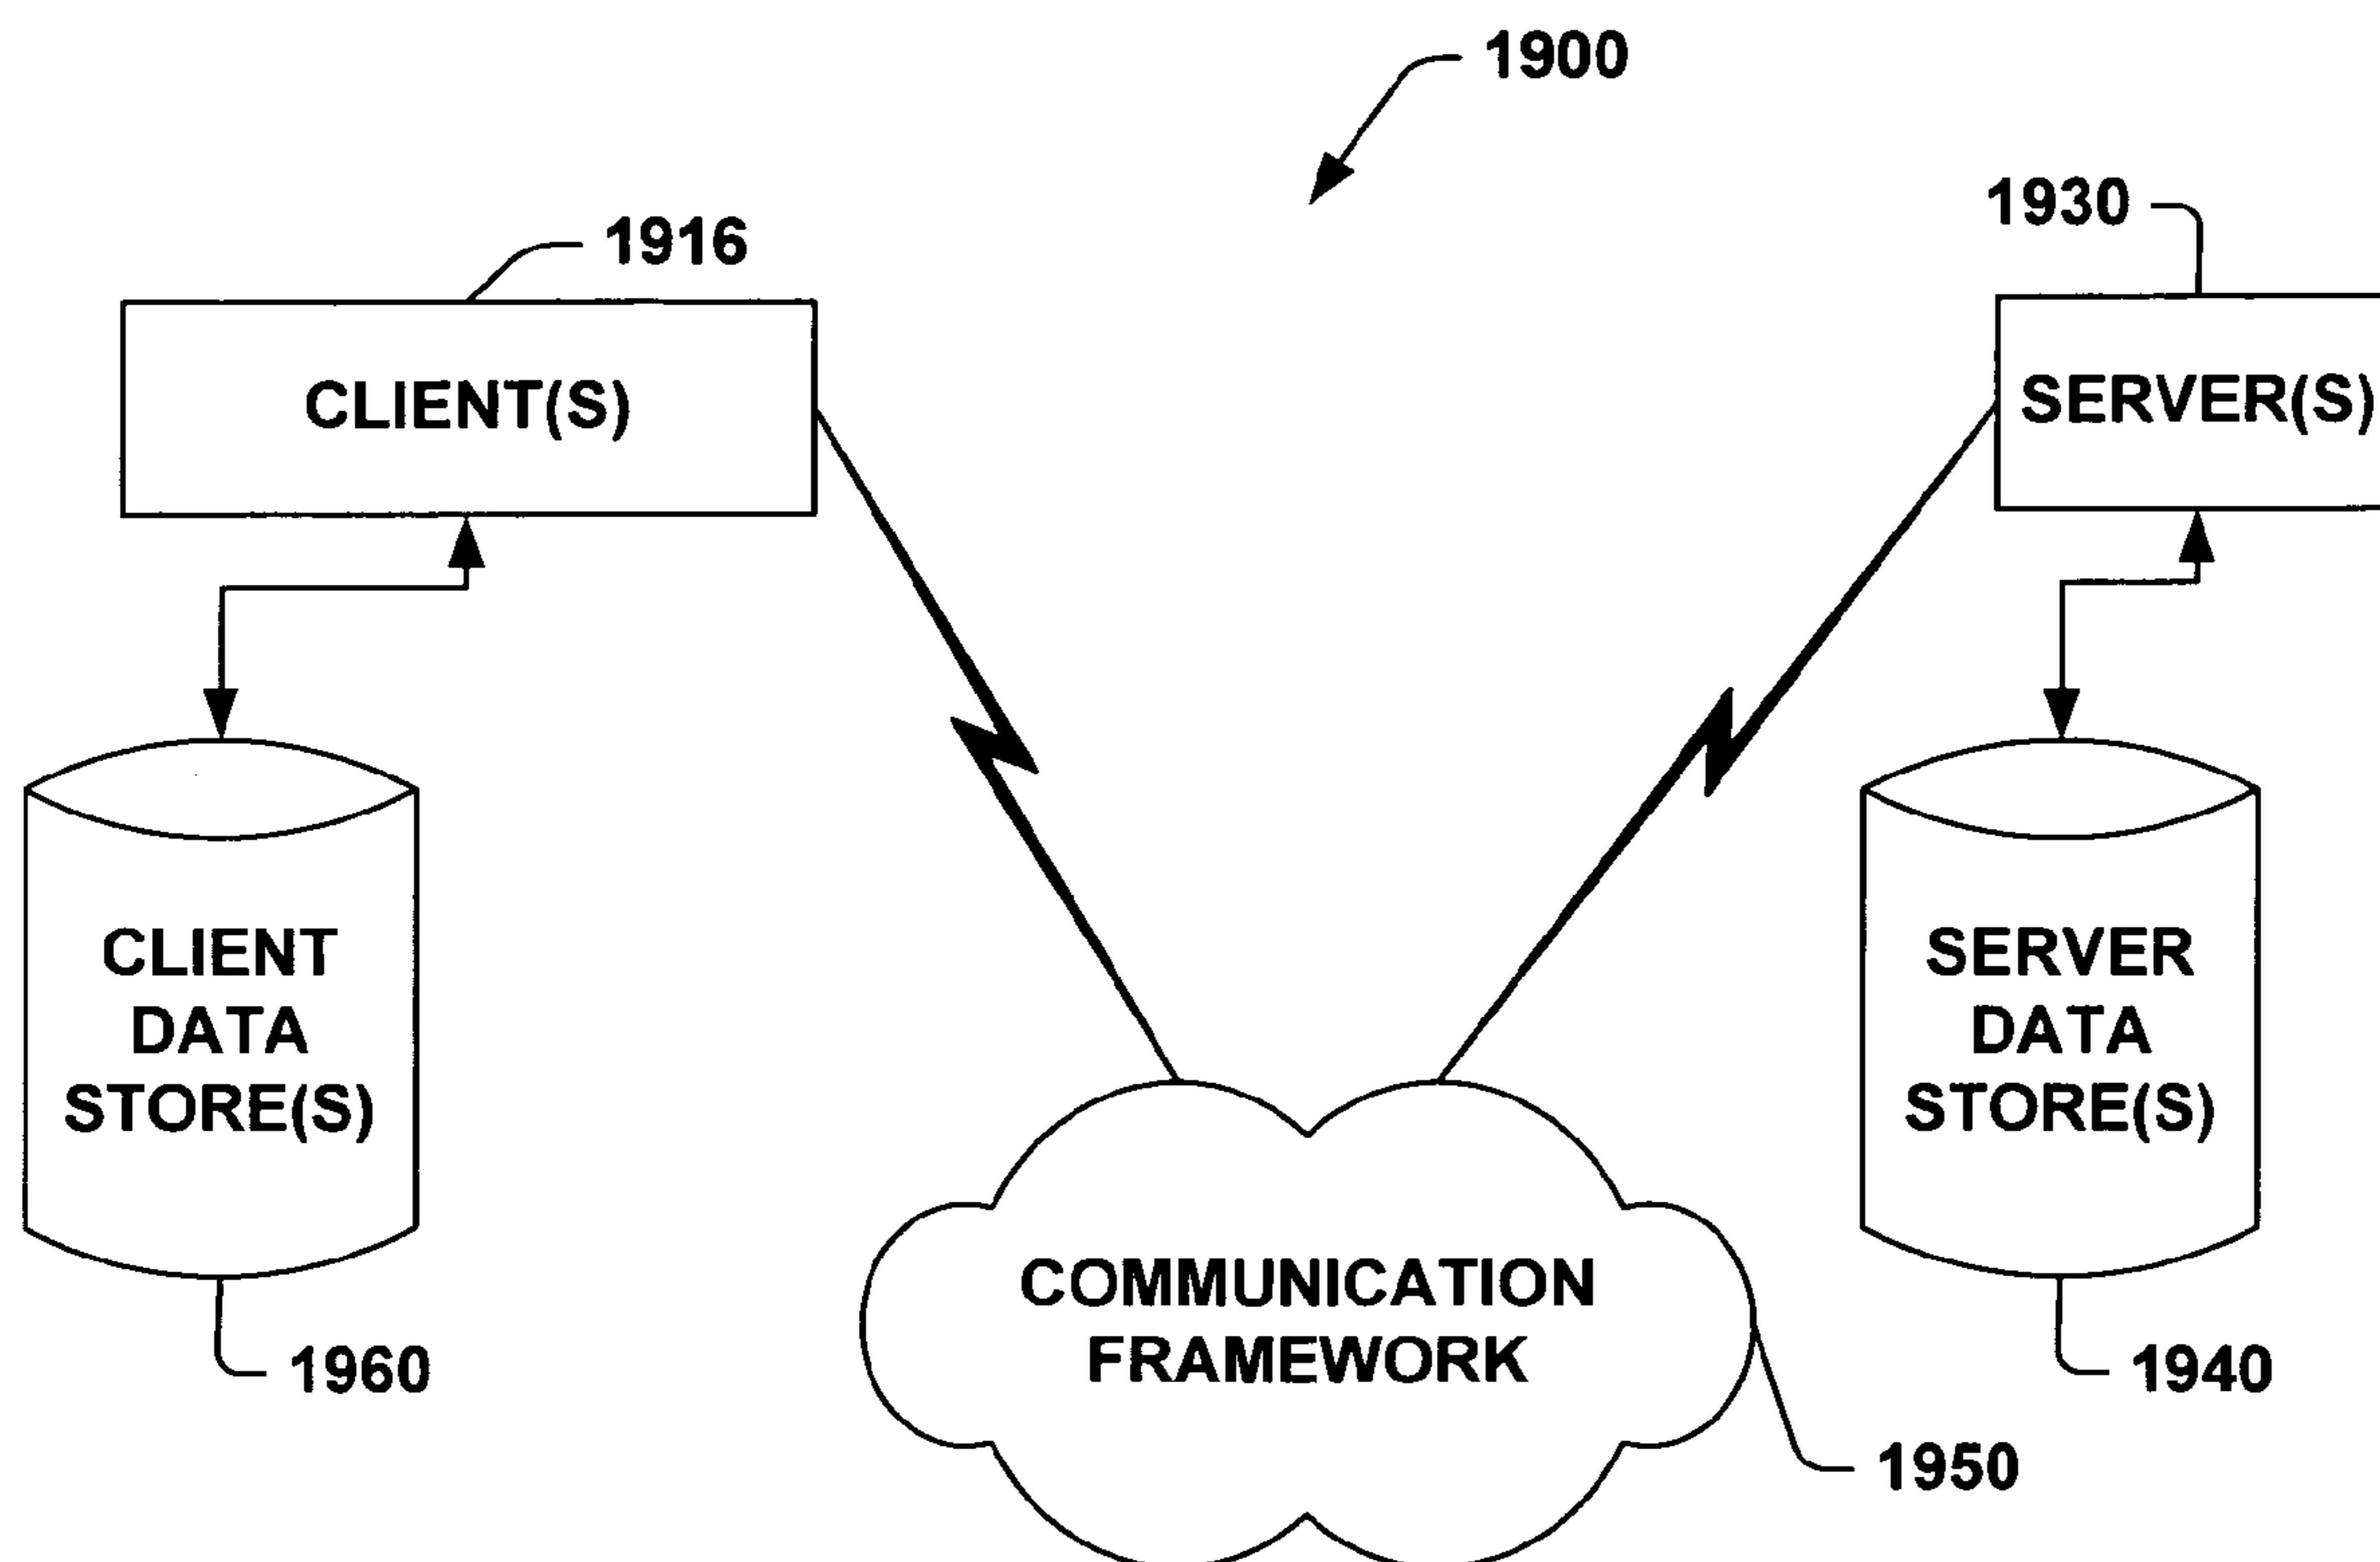 1900
1930
1916
CLIENT(S)
SERVER(S)
CLIENT
DATA
STORE(S)
SERVER
DATA
STORE(S)
COMMUNICATION
FRAMEWORK
1960
1940
1950